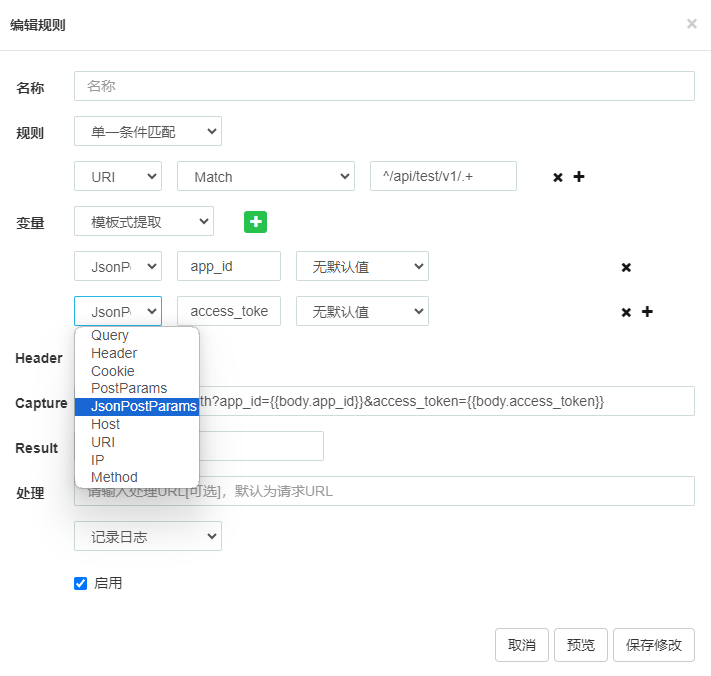 编辑规则 ×
名称 名称
规则 单一条件匹配
URI Match ^/api/test/v1/.+
变量 模板式提取
JsonPo app_id 无默认值
JsonPo access_toke 无默认值
Query
Header Header
Cookie
PostParams
Capture th?app_id={{body.app_id}}&access_token={{body.access_token}}
JsonPostParams
Host
Result URI
IP
Method
处理 请输入处理URL[可选]，默认为请求URL
记录日志
启用
取消 预览 保存修改